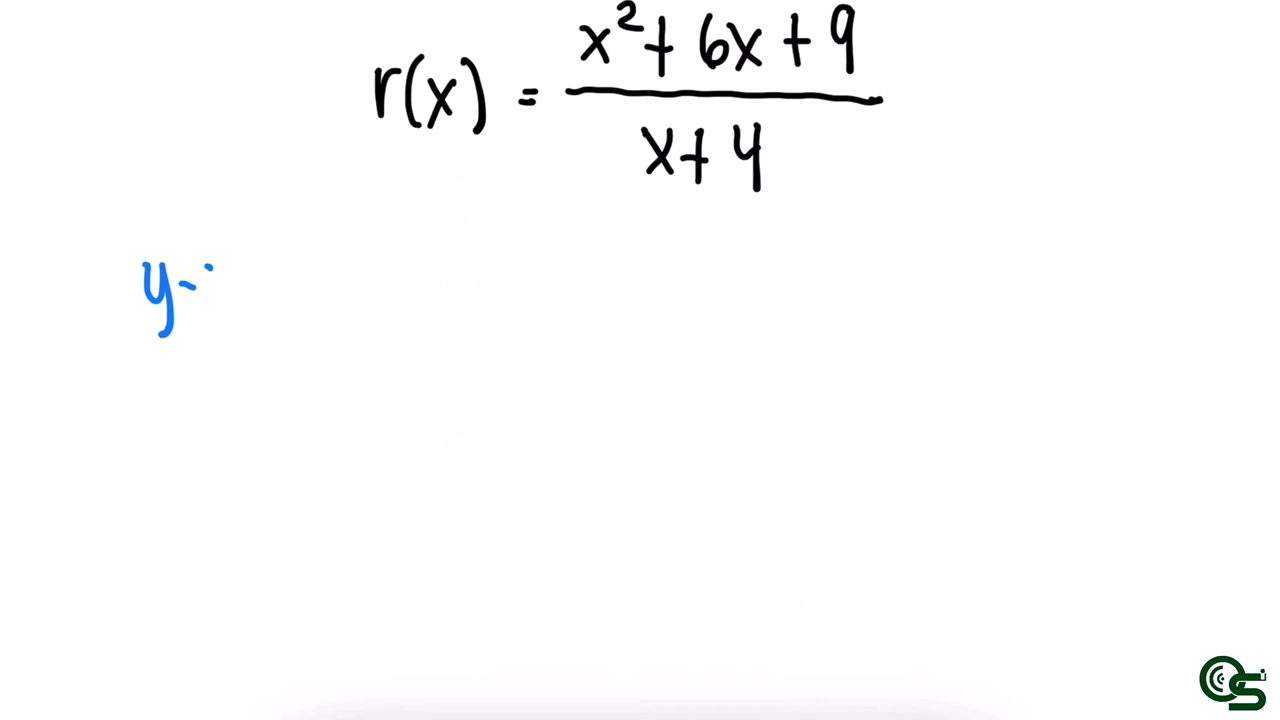 r(x) = x² + 6x + 9 / x + 4
y-